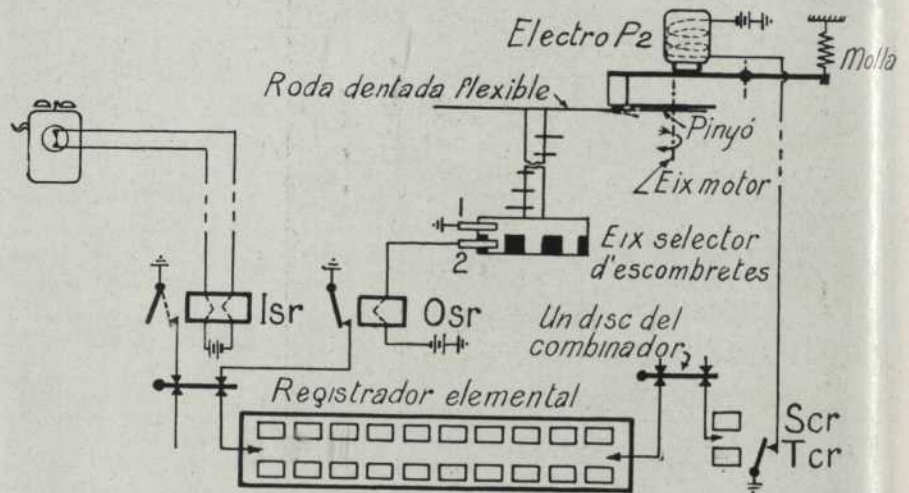 Electro P2
Molla
Roda dentada flexible
Pinyó
Eix motor
1
2
Eix selector
d'escombretes
Isr
Osr
Un disc del
combinador
Registrador elemental
Scr
Tcr